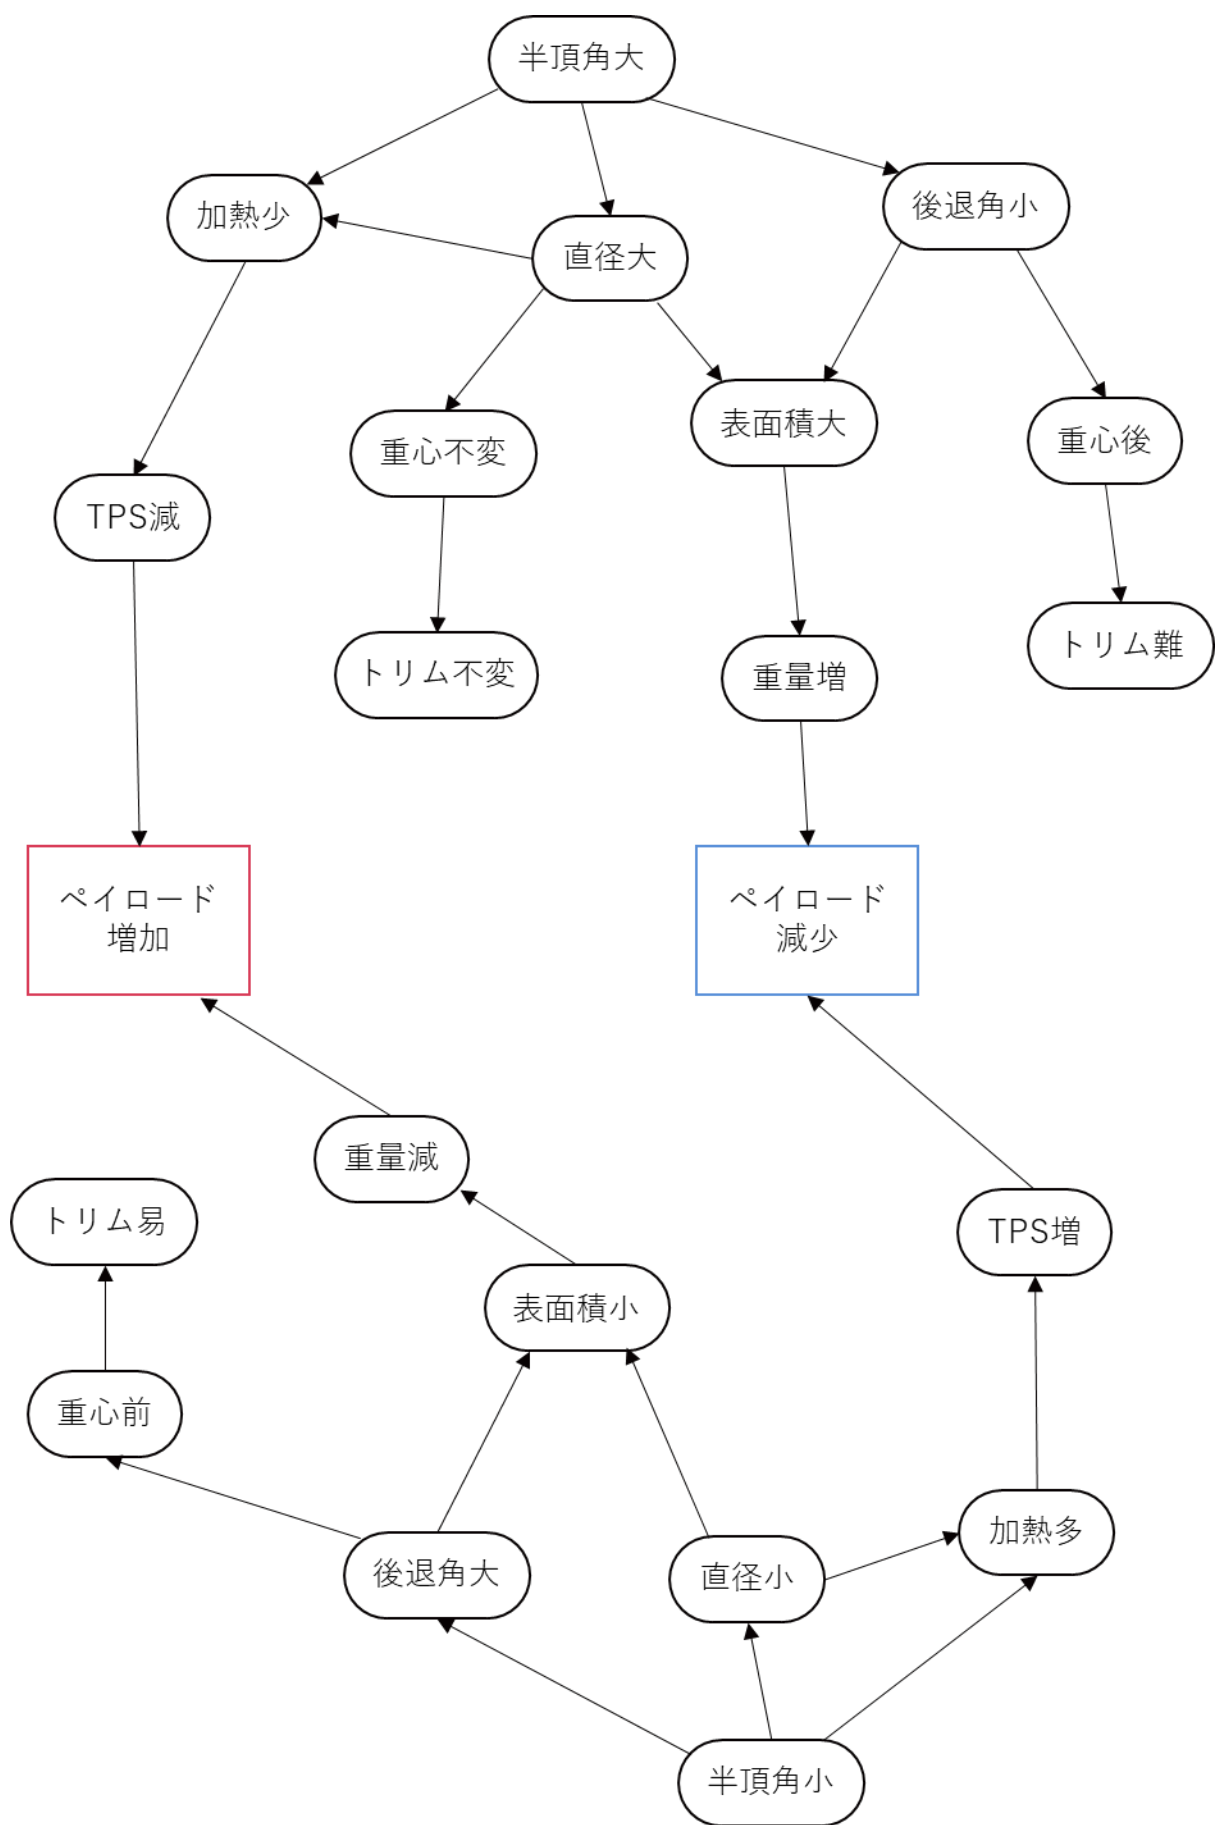 半頂角大
加熱少
後退角小
直径大
表面積大
重心不変
重心後
TPS減
トリム不変
重量増
トリム難
ペイロード
増加
ペイロード
減少
重量減
トリム易
TPS増
表面積小
重心前
加熱多
後退角大
直径小
半頂角小